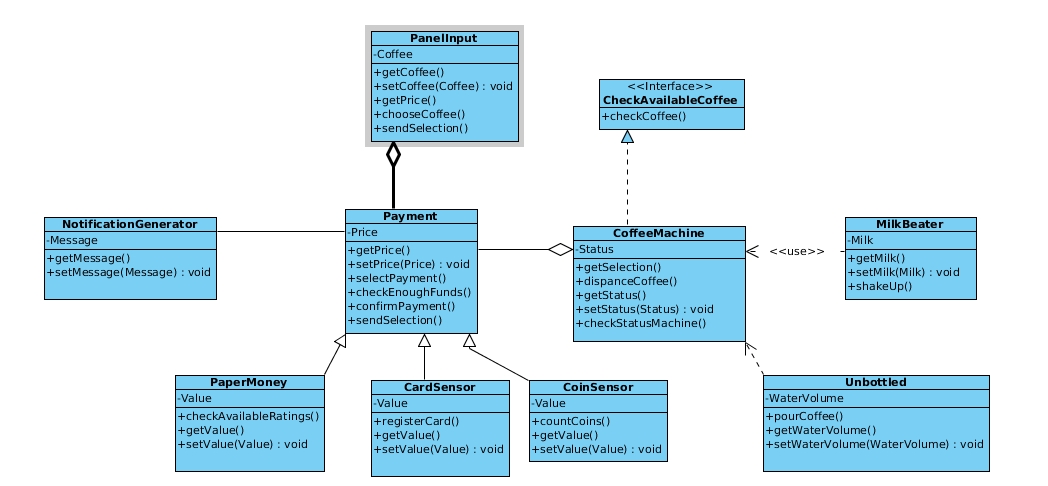 PanelInput
-Coffee
+getCoffee()
+setCoffee(Coffee) : void
+getPrice()
+chooseCoffee()
+sendSelection()
<<Interface>>
CheckAvailableCoffee
+checkCoffee()
NotificationGenerator
-Message
+getMessage()
+setMessage(Message) : void
Payment
-Price
+getPrice()
+setPrice(Price) : void
+selectPayment()
+checkEnoughFunds()
+confirmPayment()
+sendSelection()
CoffeeMachine
-Status
+getSelection()
+dispanceCoffee()
+getStatus()
+setStatus(Status) : void
+checkStatusMachine()
<<use>>
MilkBeater
-Milk
+getMilk()
+setMilk(Milk) : void
+shakeUp()
PaperMoney
-Value
+checkAvailableRatings()
+getValue()
+setValue(Value) : void
CardSensor
-Value
+registerCard()
+getValue()
+setValue(Value) : void
CoinSensor
-Value
+countCoins()
+getValue()
+setValue(Value) : void
Unbottled
-WaterVolume
+pourCoffee()
+getWaterVolume()
+setWaterVolume(WaterVolume) : void